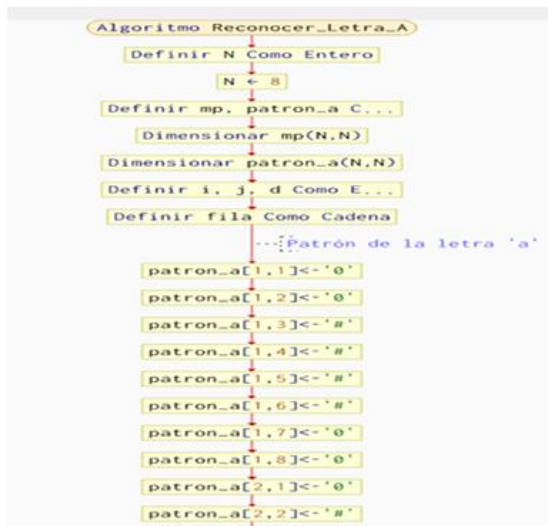 Algoritmo Reconocer_Letra_A
Definir N Como Entero
N ← 8
Definir mp, patron_a C...
Dimensionar mp(N,N)
Dimensionar patron_a(N,N)
Definir i, j, d Como E...
Definir fila Como Cadena
Patrón de la letra 'a'
patron_a[1,1]<-'0'
patron_a[1,2]<-'0'
patron_a[1,3]<-'#'
patron_a[1,4]<-'#'
patron_a[1,5]<-'#'
patron_a[1,6]<-'#'
patron_a[1,7]<-'0'
patron_a[1,8]<-'0'
patron_a[2,1]<-'0'
patron_a[2,2]<-'#'